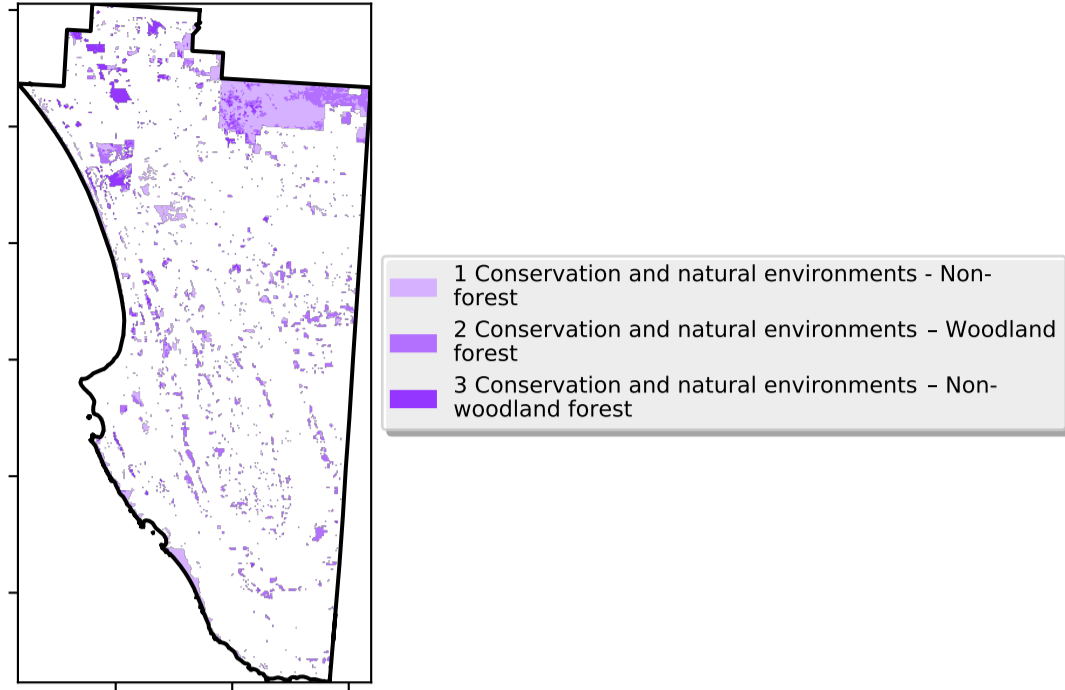 1 Conservation and natural environments - Non-
forest
2 Conservation and natural environments – Woodland
forest
3 Conservation and natural environments – Non-
woodland forest